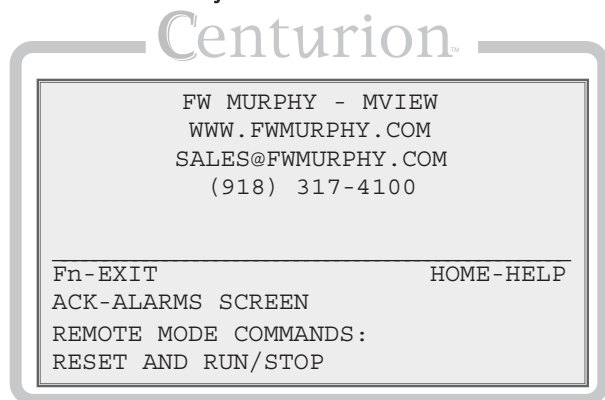 Centurion™
FW MURPHY - MVIEW
WWW.FWMURPHY.COM
SALES@FWMURPHY.COM
(918) 317-4100
Fn-EXIT HOME-HELP
ACK-ALARMS SCREEN
REMOTE MODE COMMANDS:
RESET AND RUN/STOP